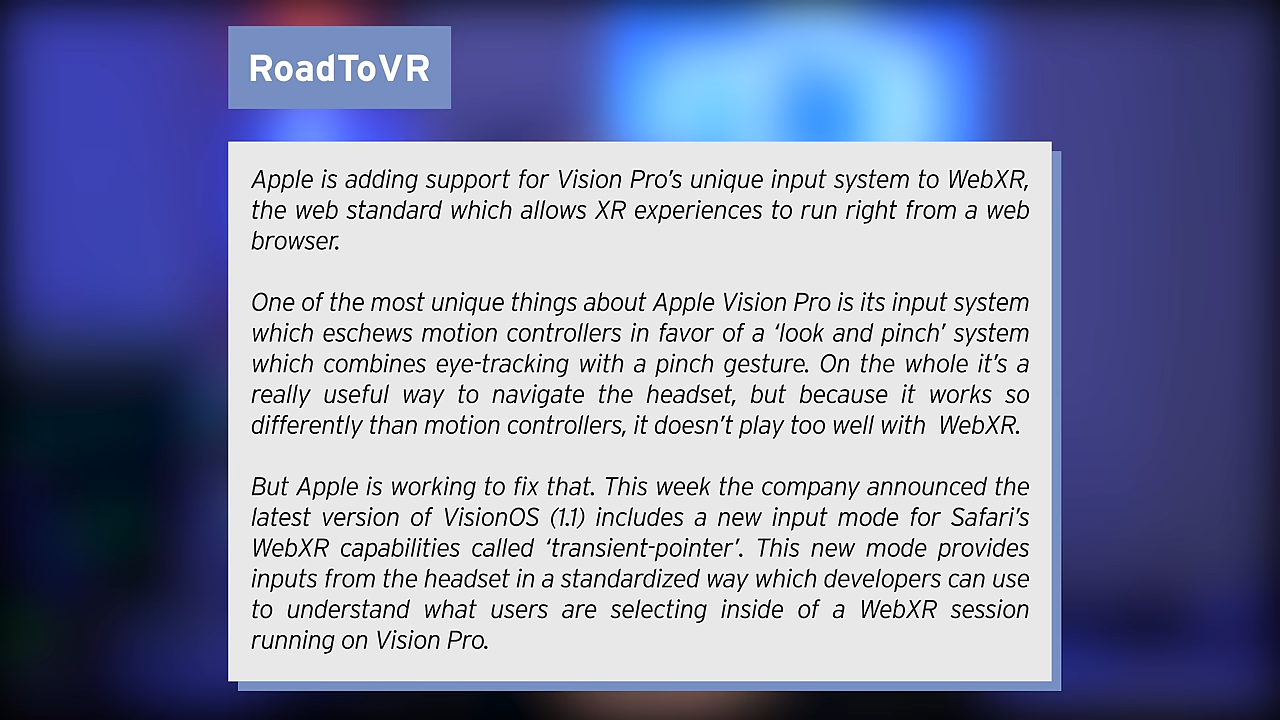 RoadToVR
Apple is adding support for Vision Pro’s unique input system to WebXR,
the web standard which allows XR experiences to run right from a web
browser.
One of the most unique things about Apple Vision Pro is its input system
which eschews motion controllers in favor of a ‘look and pinch’ system
which combines eye-tracking with a pinch gesture. On the whole it’s a
really useful way to navigate the headset, but because it works so
differently than motion controllers, it doesn’t play too well with WebXR.
But Apple is working to fix that. This week the company announced the
latest version of VisionOS (1.1) includes a new input mode for Safari’s
WebXR capabilities called ‘transient-pointer’. This new mode provides
inputs from the headset in a standardized way which developers can use
to understand what users are selecting inside of a WebXR session
running on Vision Pro.